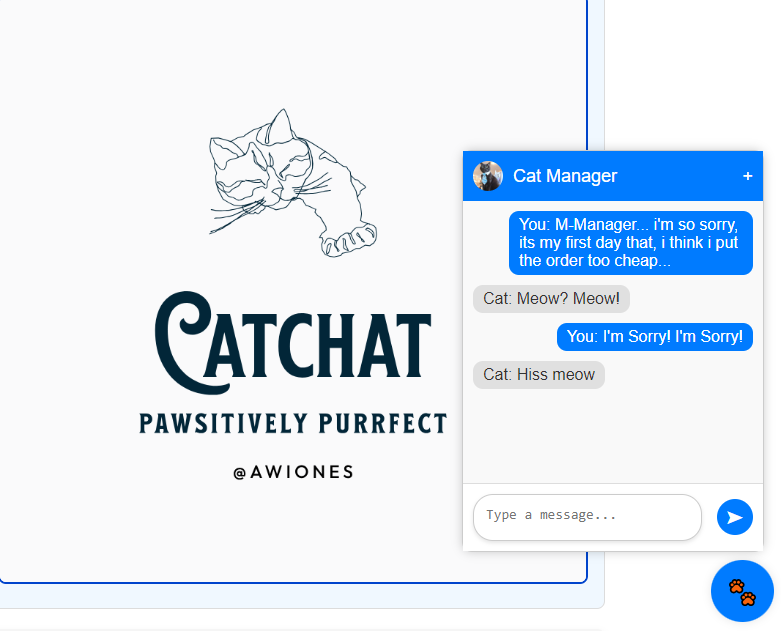 CATCHAT
PAWSITIVELY PURRFECT
@AWIONES
Cat Manager
+
You: M-Manager... i'm so sorry,
its my first day that, i think i put
the order too cheap...
Cat: Meow? Meow!
You: I'm Sorry! I'm Sorry!
Cat: Hiss meow
Type a message...